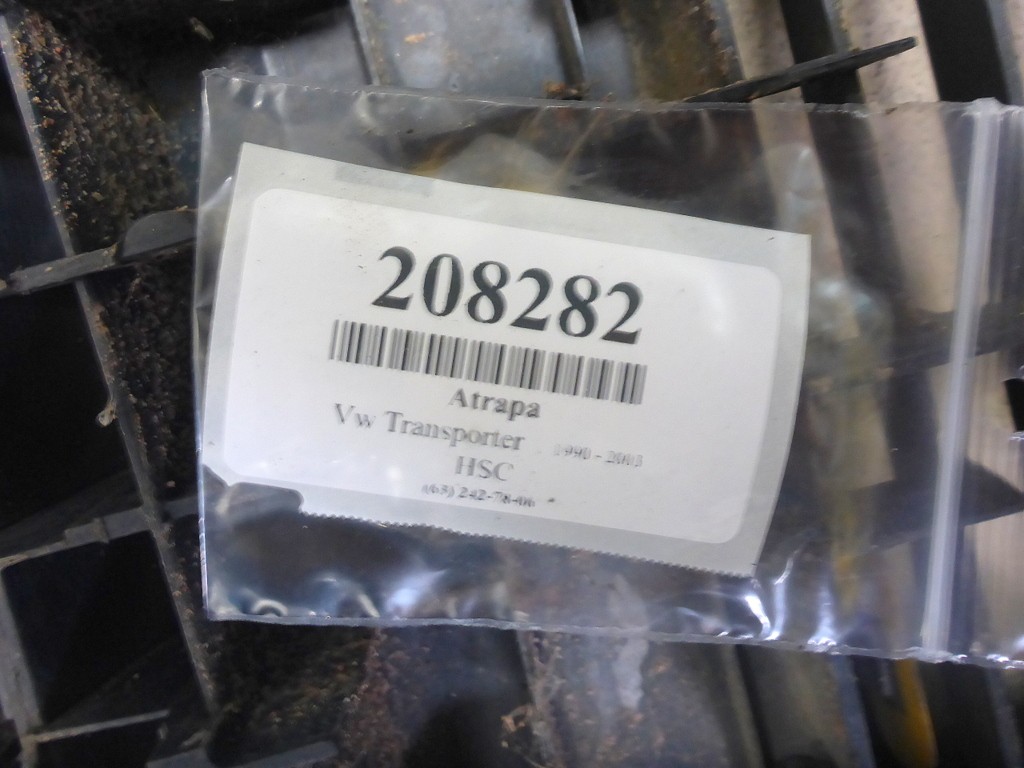 208282
Atrapa
Vw Transporter 1990 - 2003
HSC
(63) 242-78-06